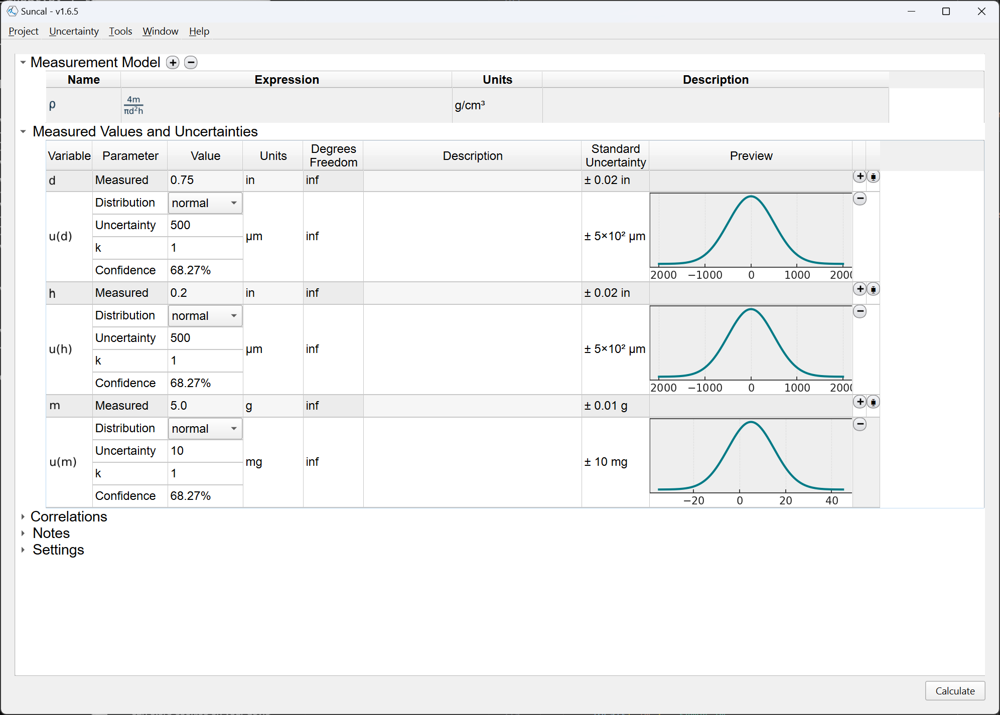 Suncal - v1.6.5
Project Uncertainty Tools Window Help
Measurement Model
Name Expression Units Description
ρ 4m g/cm³
πd²h
Measured Values and Uncertainties
Variable Parameter Value Units Degrees Freedom Description Standard Uncertainty Preview
d Measured 0.75 in inf ± 0.02 in
Distribution normal
Uncertainty 500
u(d) µm inf ± 5×10² µm
k 1
Confidence 68.27%
2000 −1000 0 1000 200
h Measured 0.2 in inf ± 0.02 in
Distribution normal
Uncertainty 500
u(h) µm inf ± 5×10² µm
k 1
Confidence 68.27%
2000 −1000 0 1000 200
m Measured 5.0 g inf ± 0.01 g
Distribution normal
Uncertainty 10
u(m) mg inf ± 10 mg
k 1
Confidence 68.27%
−20 0 20 40
Correlations
Notes
Settings
Calculate